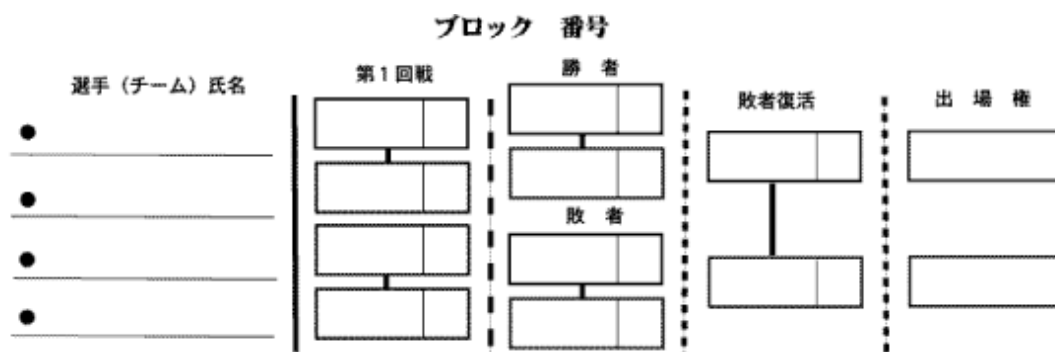 ブロック 番号
選手（チーム）氏名
第1回戦
勝 者
敗者復活
出 場 権
敗 者